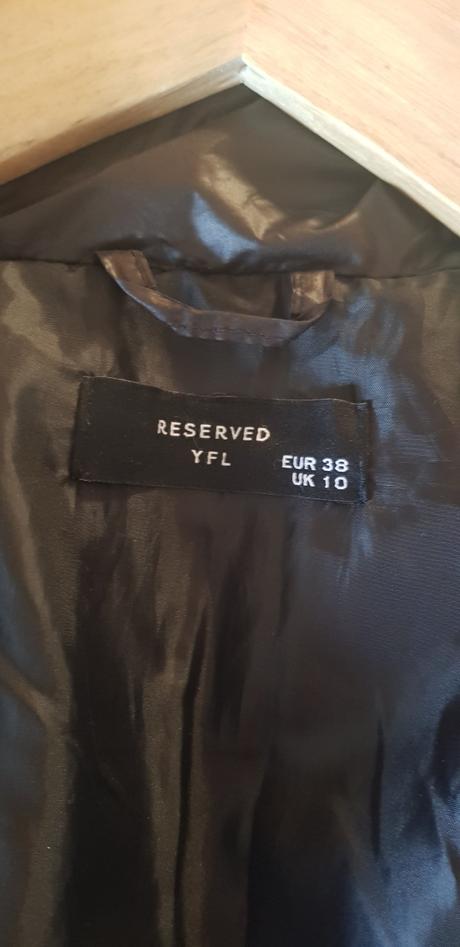 RESERVED
YFL
EUR 38
UK 10